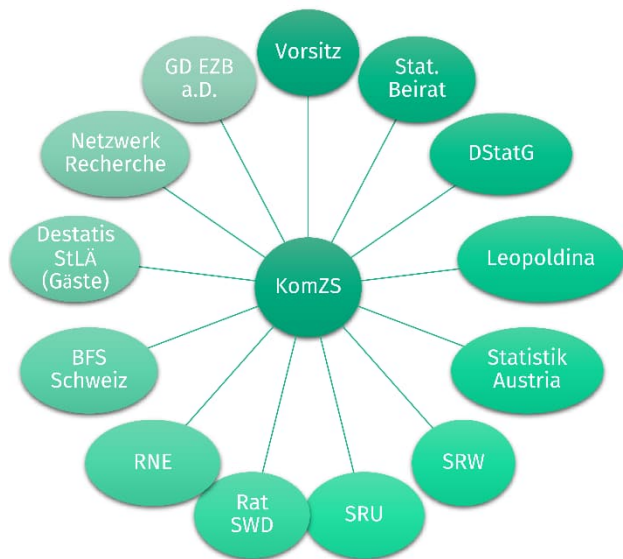 Vorsitz
Stat.
Beirat
DStatG
Leopoldina
Statistik
Austria
SRW
SRU
Rat
SWD
RNE
BFS
Schweiz
Destatis
StLÄ
(Gäste)
Netzwerk
Recherche
GD EZB
a.D.
KomZS